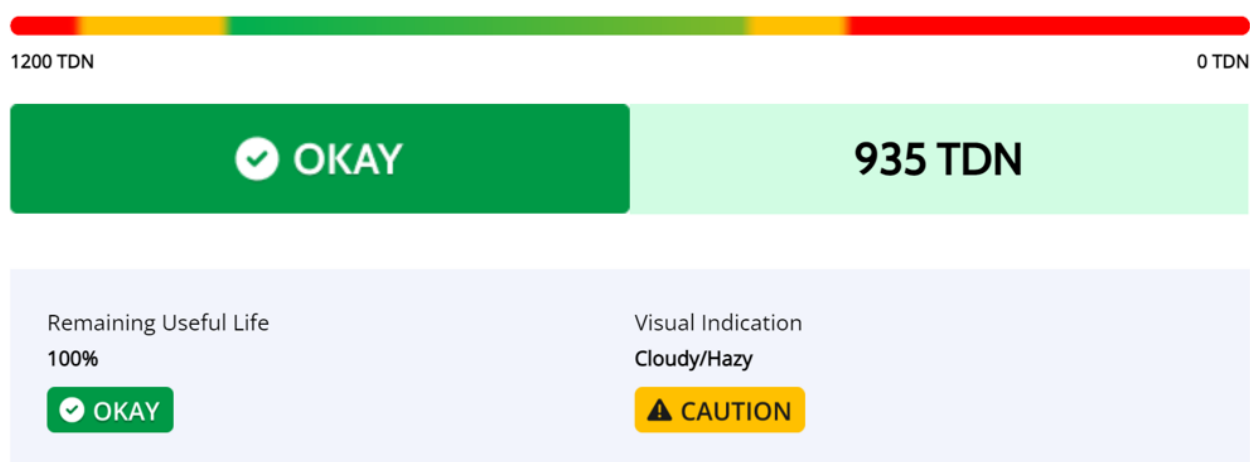 1200 TDN 0 TDN
OKAY 935 TDN
Remaining Useful Life Visual Indication
100% Cloudy/Hazy
OKAY CAUTION